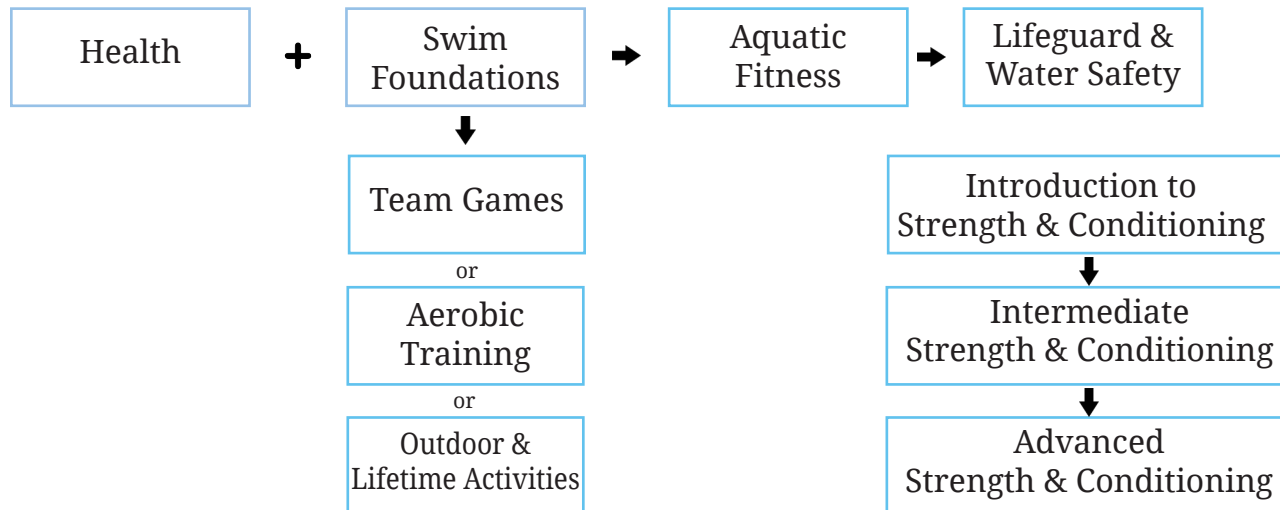 Health
Swim
Foundations
Aquatic
Fitness
Lifeguard &
Water Safety
Team Games
or
Aerobic
Training
or
Outdoor &
Lifetime Activities
Introduction to
Strength & Conditioning
Intermediate
Strength & Conditioning
Advanced
Strength & Conditioning